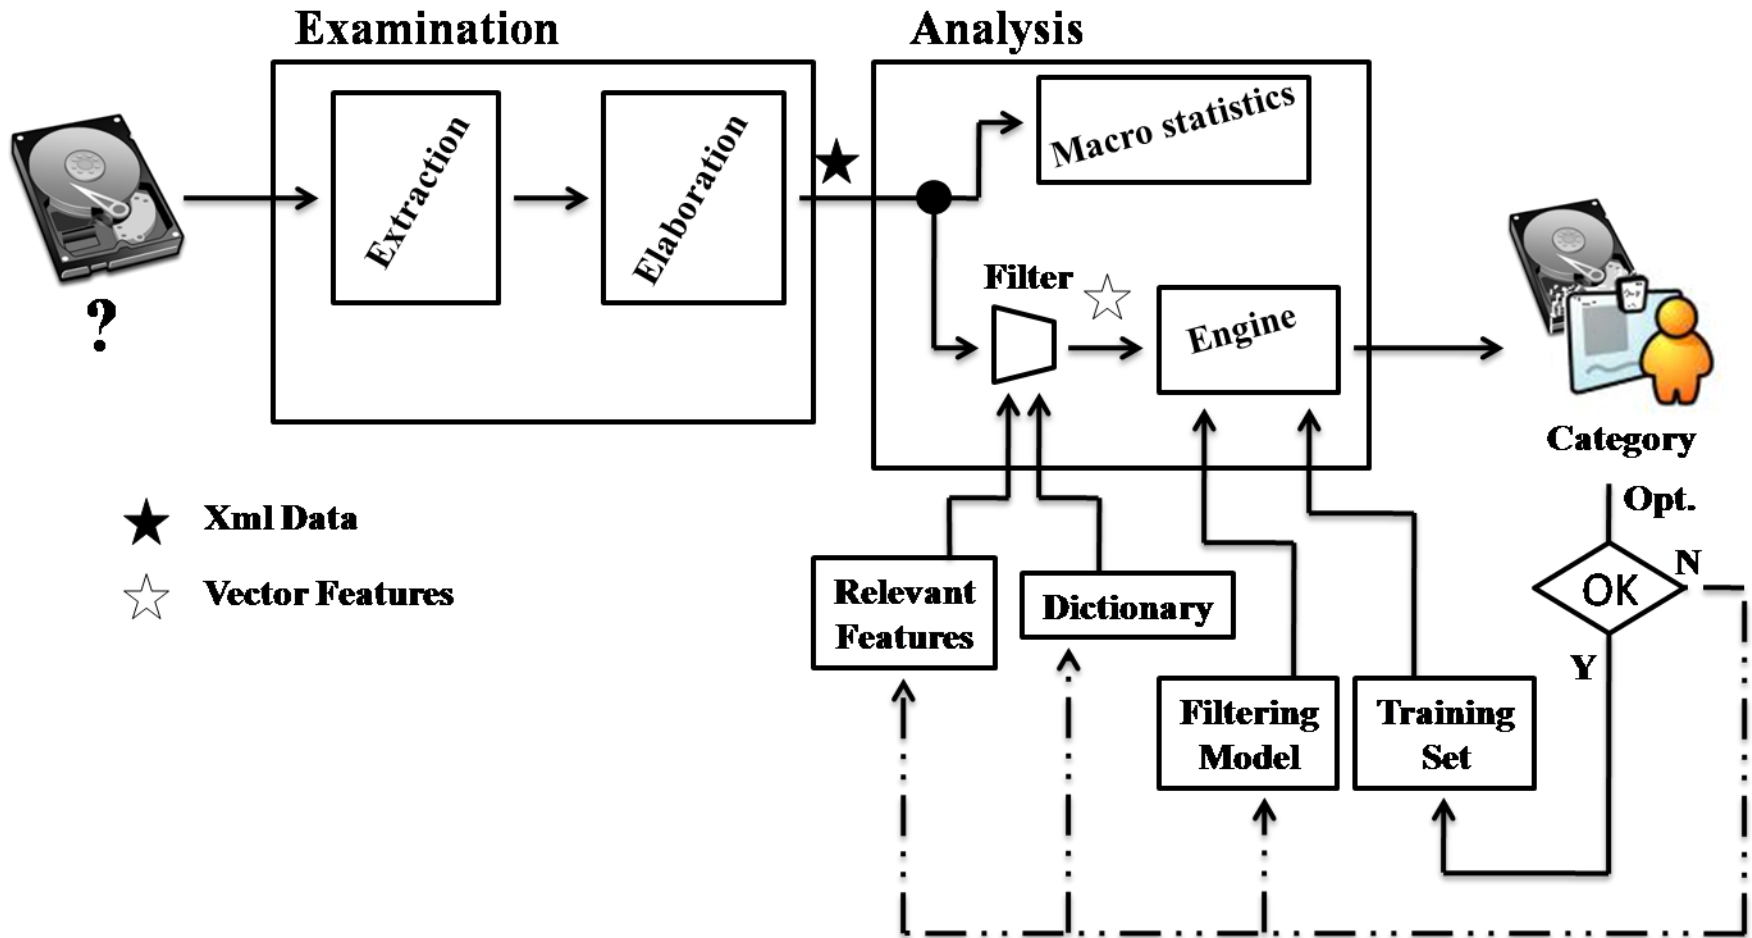 Examination
Analysis
Extraction
Elaboration
Macro statistics
?
Filter
Engine
Category
Opt.
Xml Data
Vector Features
OK
N
Y
Relevant
Features
Dictionary
Filtering
Model
Training
Set